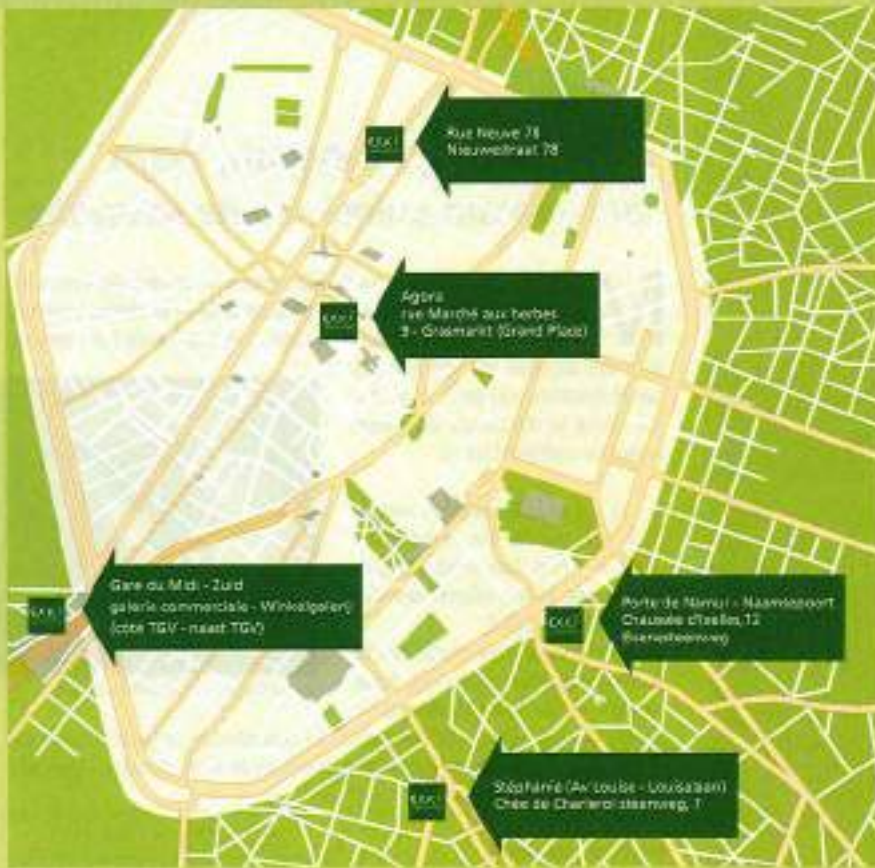 Rue Neuve 78
Nieuwstraat 78
Agora
rue Marché aux herbes
9 - Grasmarkt (Grand Place)
Gare du Midi - Zuid
galerie commerciale - Winkelgalerij
(côté TGV - naast TGV)
Porte de Namur - Naamsepoort
Chaussée d'Ixelles, 12
Elsensesteenweg
Stéphanie (Av Louise - Louisalaan)
Chée de Charleroi steenweg, 7